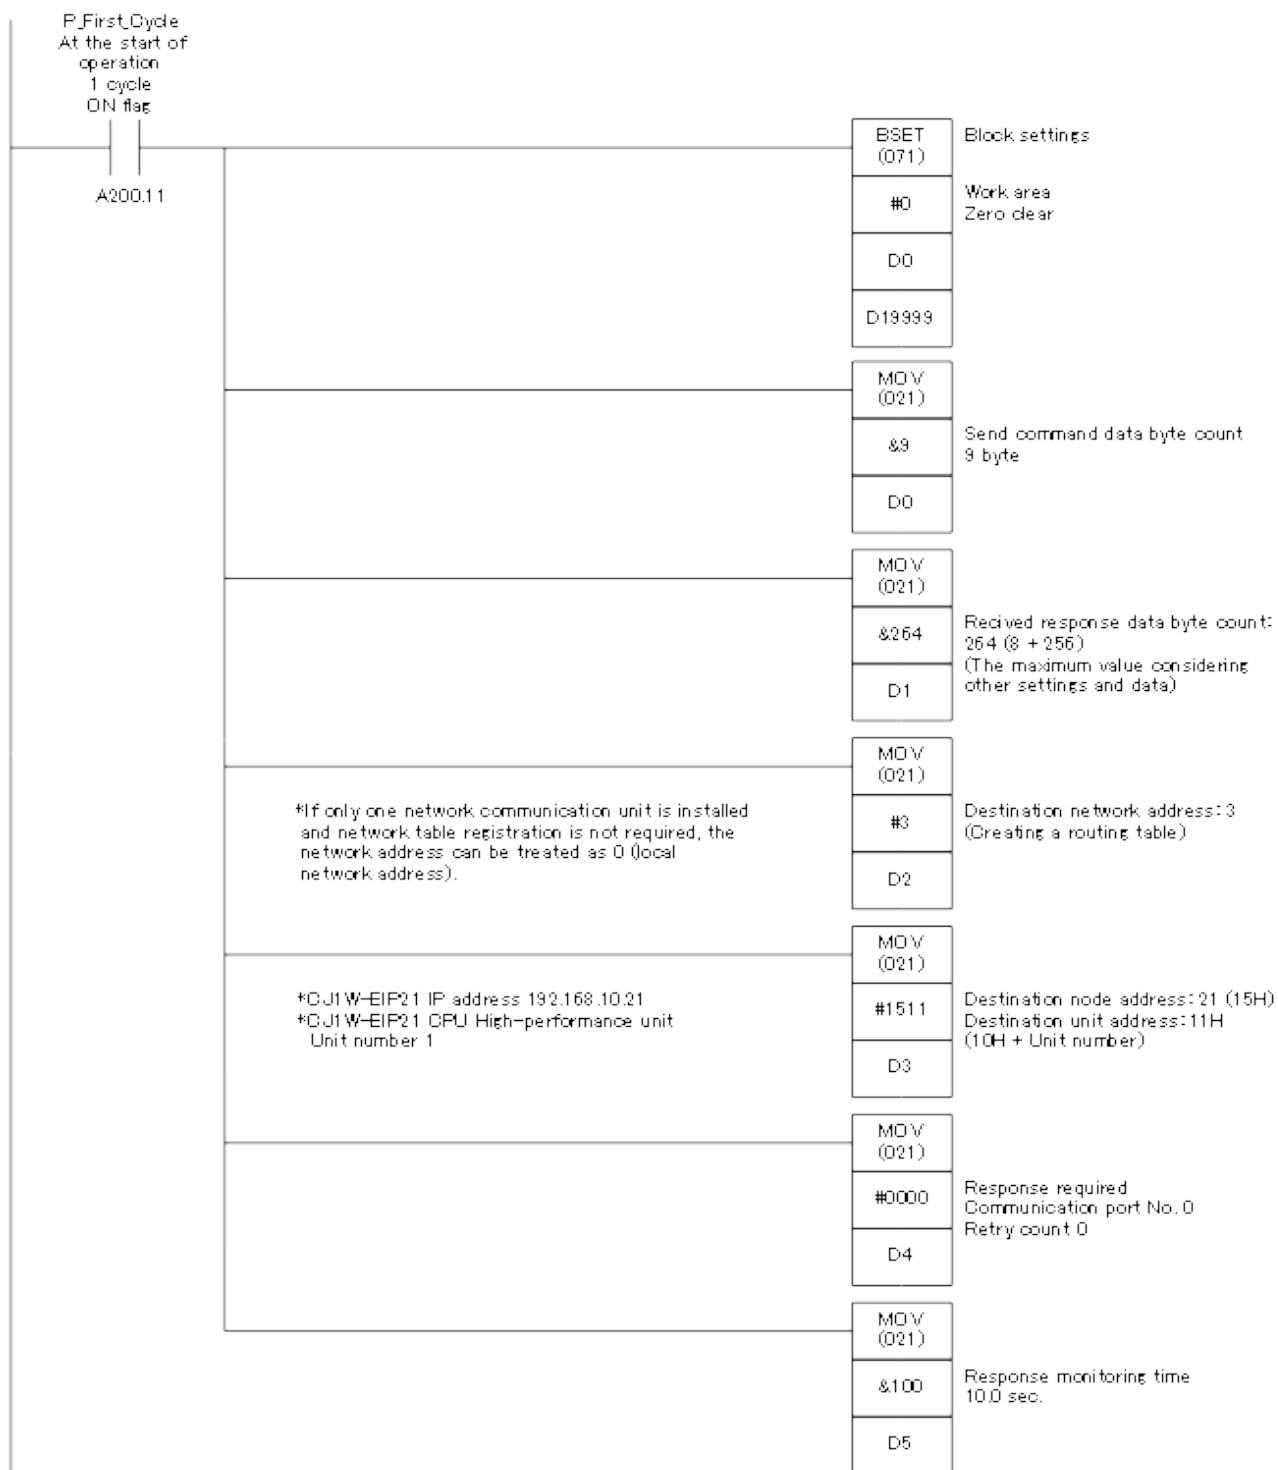 P_First_Cycle
At the start of
operation
1 cycle
ON flag
A200.11
BSET
(071)
Block settings
#0
Work area
Zero clear
D0
D19999
MOV
(021)
&9
Send command data byte count
9 byte
D0
MOV
(021)
&264
Recived response data byte count:
264 (8 + 256)
(The maximum value considering
other settings and data)
D1
MOV
(021)
*If only one network communication unit is installed
and network table registration is not required, the
network address can be treated as 0 (local
network address).
#3
Destination network address: 3
(Creating a routing table)
D2
MOV
(021)
*CJ1W-EIP21 IP address 192.168.10.21
*CJ1W-EIP21 CPU High-performance unit
Unit number 1
#1511
Destination node address: 21 (15H)
Destination unit address: 11H
(10H + Unit number)
D3
MOV
(021)
#0000
Response required
Communication port No. 0
Retry count 0
D4
MOV
(021)
&100
Response monitoring time
10.0 sec.
D5